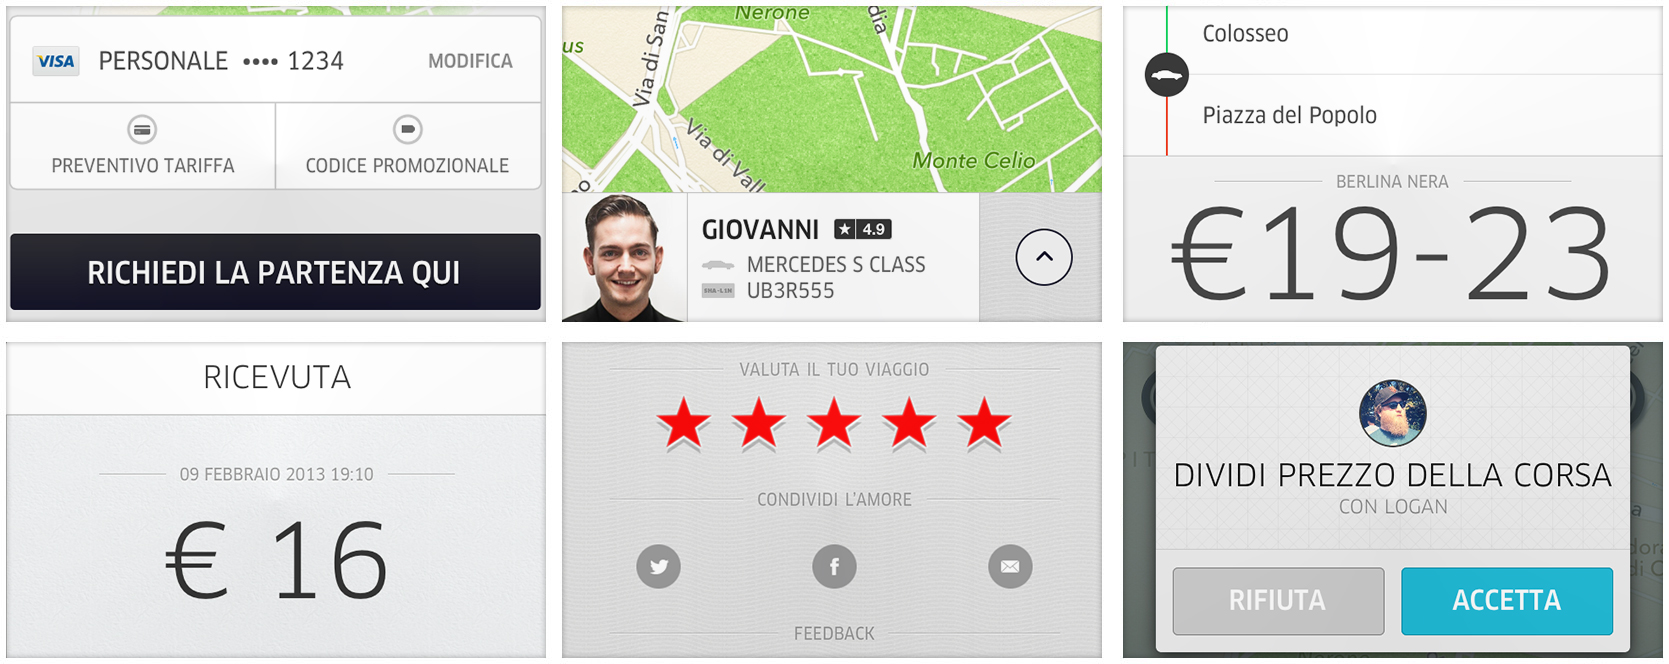 VISA PERSONALE •••• 1234 MODIFICA
PREVENTIVO TARIFFA
CODICE PROMOZIONALE
RICHIEDI LA PARTENZA QUI
Nerone
us
Via di San
dia
Via di Vall
Monte Celio
o
GIOVANNI ★ 4.9
MERCEDES S CLASS
UB3R555
Colosseo
Piazza del Popolo
BERLINA NERA
€19-23
RICEVUTA
09 FEBBRAIO 2013 19:10
€ 16
VALUTA IL TUO VIAGGIO
CONDIVIDI L'AMORE
FEEDBACK
DIVIDI PREZZO DELLA CORSA
CON LOGAN
RIFIUTA
ACCETTA